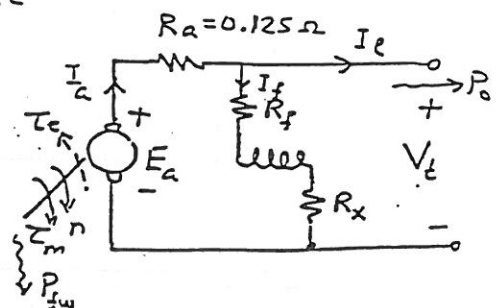 Ra=0.125Ω
Ia
If
Il
Po
Rf
+
+
τe
Ea
Vt
-
Rx
-
τm
n
Pfw